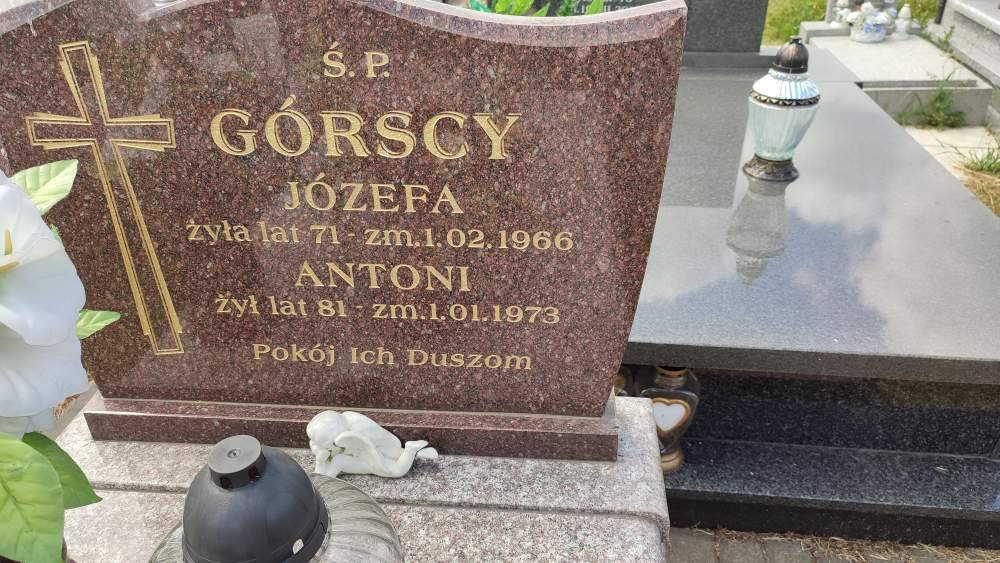 Ś. P.
GÓRSCY
JÓZEFA
żyła lat 71 - zm.1.02.1966
ANTONI
żył lat 81 - zm.1.01.1973
Pokój Ich Duszom